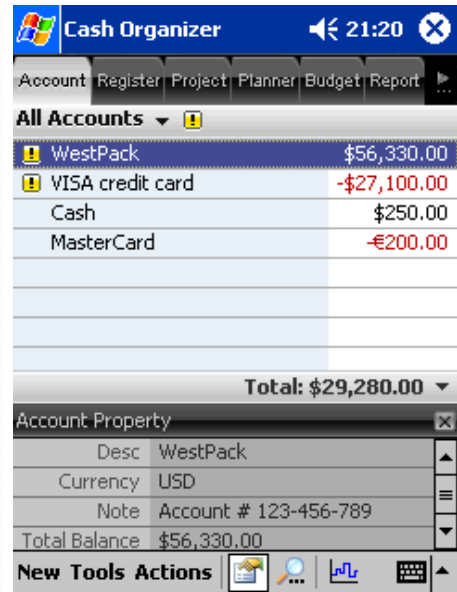 Cash Organizer 21:20
Account Register Project Planner Budget Report
All Accounts
WestPack $56,330.00
VISA credit card -$27,100.00
Cash $250.00
MasterCard -€200.00
Total: $29,280.00
Account Property
Desc WestPack
Currency USD
Note Account # 123-456-789
Total Balance $56,330.00
New Tools Actions